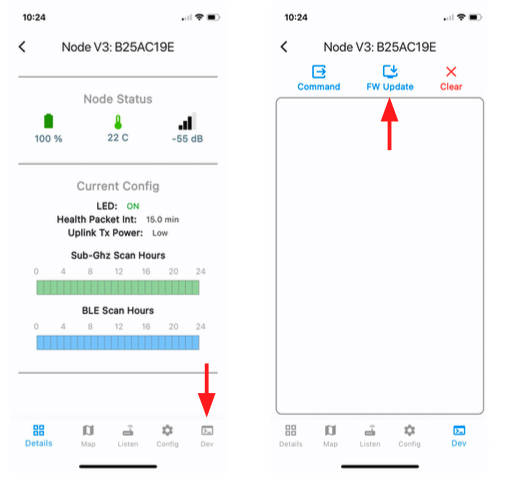 10:24
Node V3: B25AC19E
Node Status
100 %
22 C
-55 dB
Current Config
LED: ON
Health Packet Int: 15.0 min
Uplink Tx Power: Low
Sub-Ghz Scan Hours
0 4 8 12 16 20 24
BLE Scan Hours
0 4 8 12 16 20 24
Details Map Listen Config Dev
10:24
Node V3: B25AC19E
Command FW Update Clear
Details Map Listen Config Dev